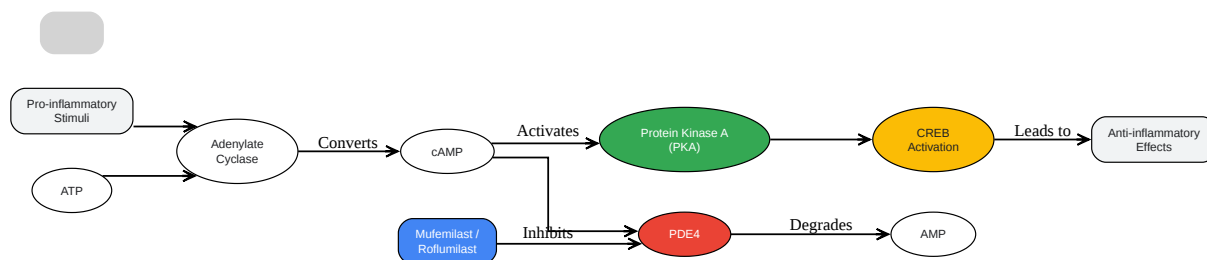 Pro-inflammatory
Stimuli
ATP
Adenylate
Cyclase
Converts
cAMP
Activates
Protein Kinase A
(PKA)
CREB
Activation
Leads to
Anti-inflammatory
Effects
Mufemilast /
Roflumilast
Inhibits
PDE4
Degrades
AMP